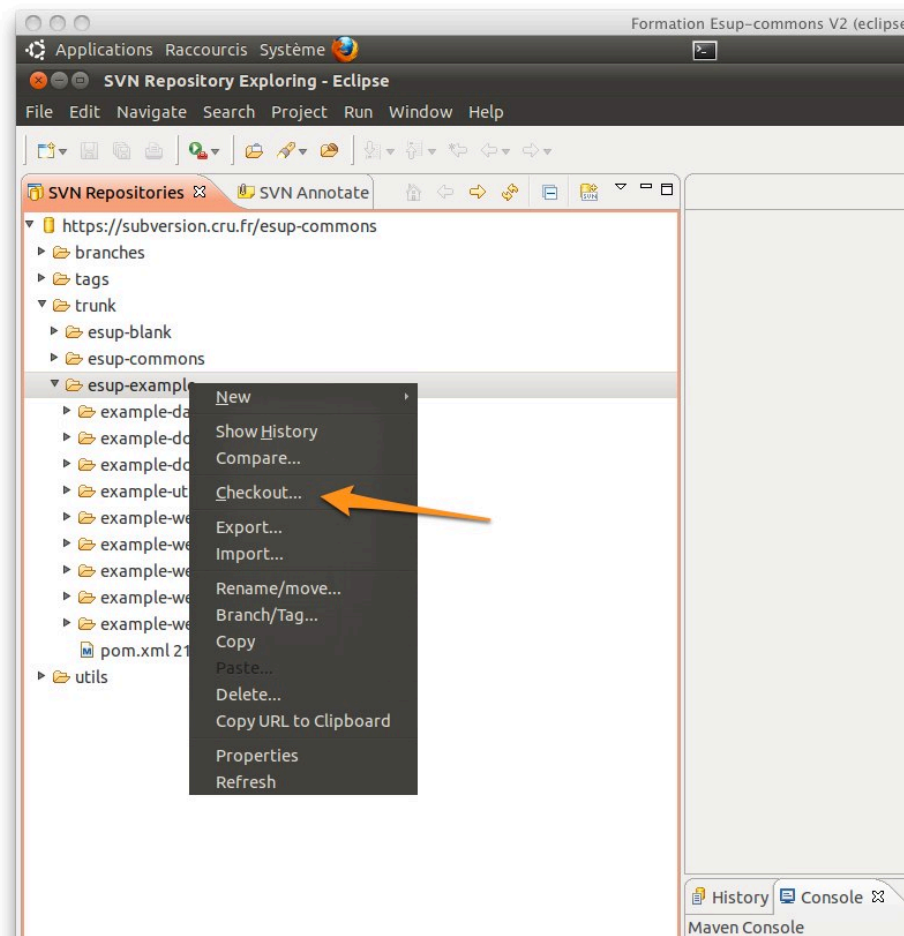 Formation Esup-commons V2 (eclipse
Applications Raccourcis Système
SVN Repository Exploring - Eclipse
File Edit Navigate Search Project Run Window Help
SVN Repositories SVN Annotate
https://subversion.cru.fr/esup-commons
branches
tags
trunk
esup-blank
esup-commons
esup-example
example-da
example-do
example-do
example-ut
example-we
example-we
example-we
example-we
example-we
pom.xml 21
utils
New
Show History
Compare...
Checkout...
Export...
Import...
Rename/move...
Branch/Tag...
Copy
Paste...
Delete...
Copy URL to Clipboard
Properties
Refresh
History Console
Maven Console